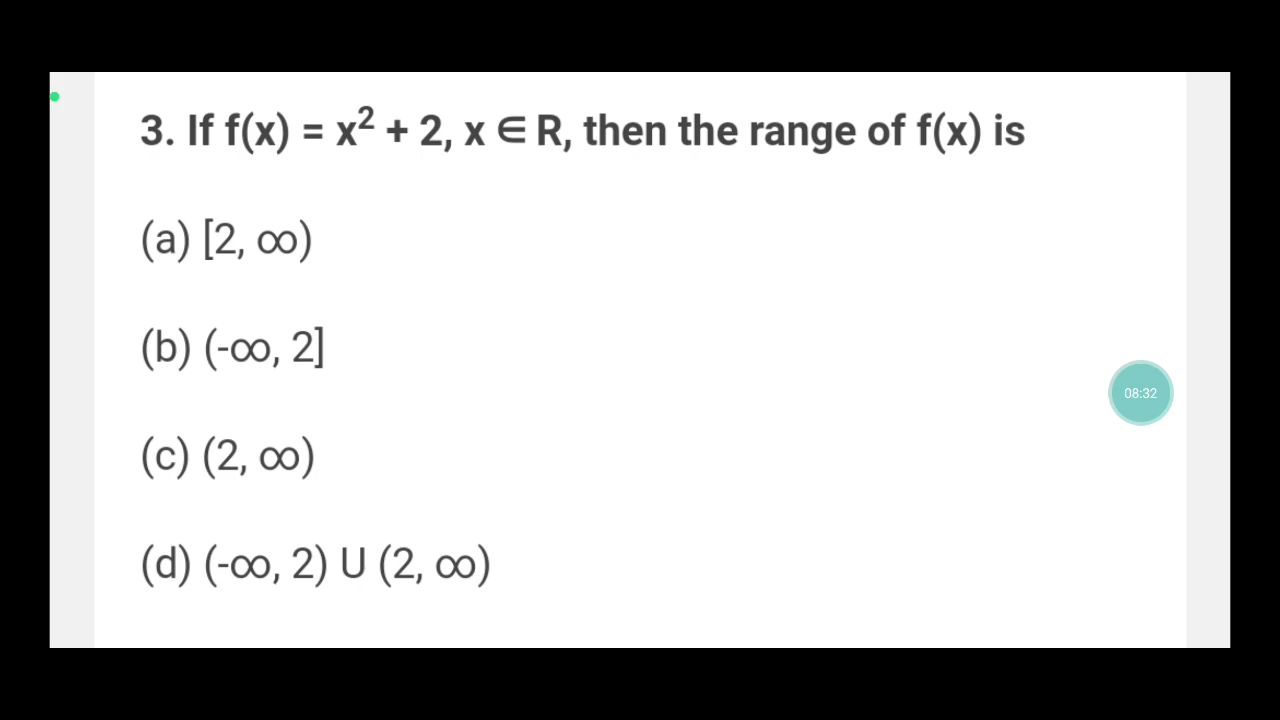 3. If f(x) = x² + 2, x ∈ R, then the range of f(x) is
(a) [2, ∞)
(b) (-∞, 2]
08:32
(c) (2, ∞)
(d) (-∞, 2) U (2, ∞)